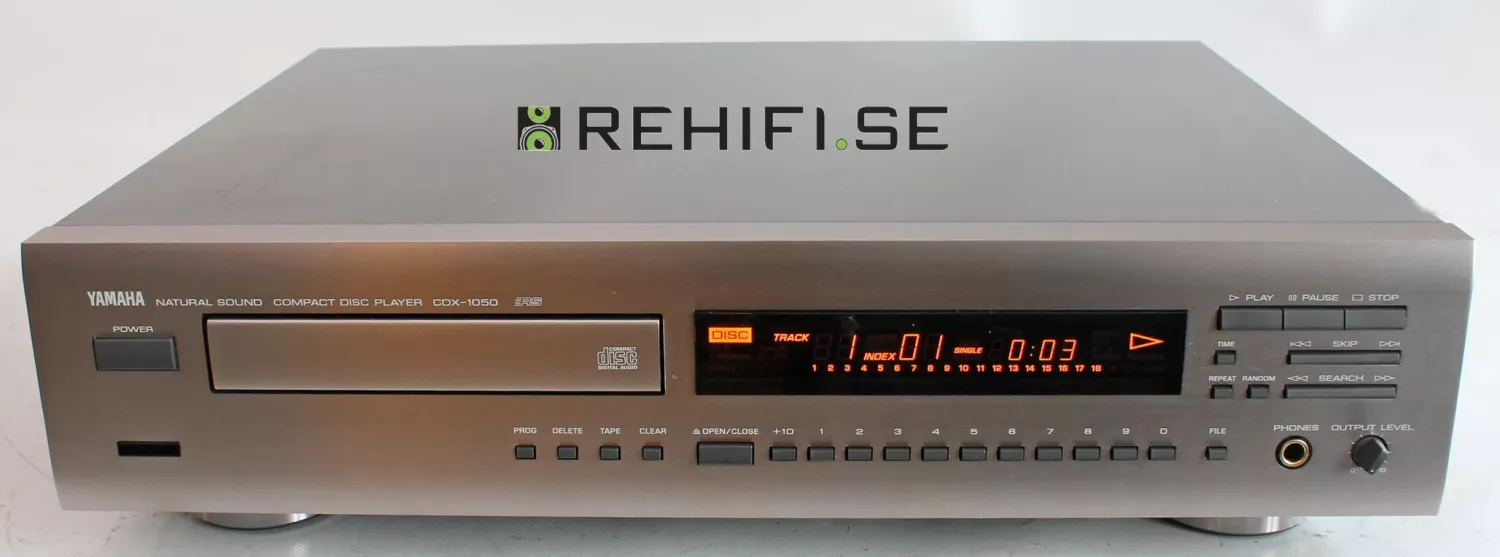 REHIFI.SE
YAMAHA NATURAL SOUND COMPACT DISC PLAYER CDX-1050 RS
POWER
COMPACT
disc
DIGITAL AUDIO
DISC TRACK 1 INDEX 01 SINGLE 0:03
1 2 3 4 5 6 7 8 9 10 11 12 13 14 15 16 17 18
PLAY PAUSE STOP
TIME SKIP
REPEAT RANDOM SEARCH
PROG DELETE TAPE CLEAR OPEN/CLOSE +10 1 2 3 4 5 6 7 8 9 0 FILE
PHONES OUTPUT LEVEL
0 10